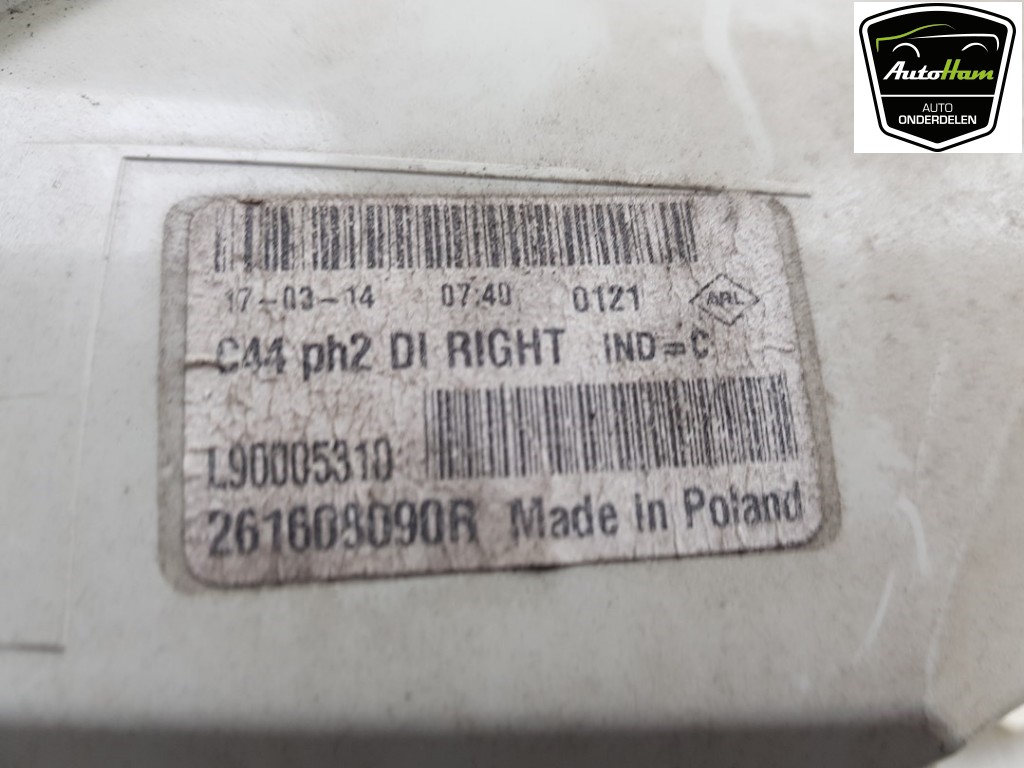 AutoHam
AUTO
ONDERDELEN
17-03-14 07:40 0121 ARL
C44 ph2 DI RIGHT IND=C
L90005310
261608090R Made in Poland